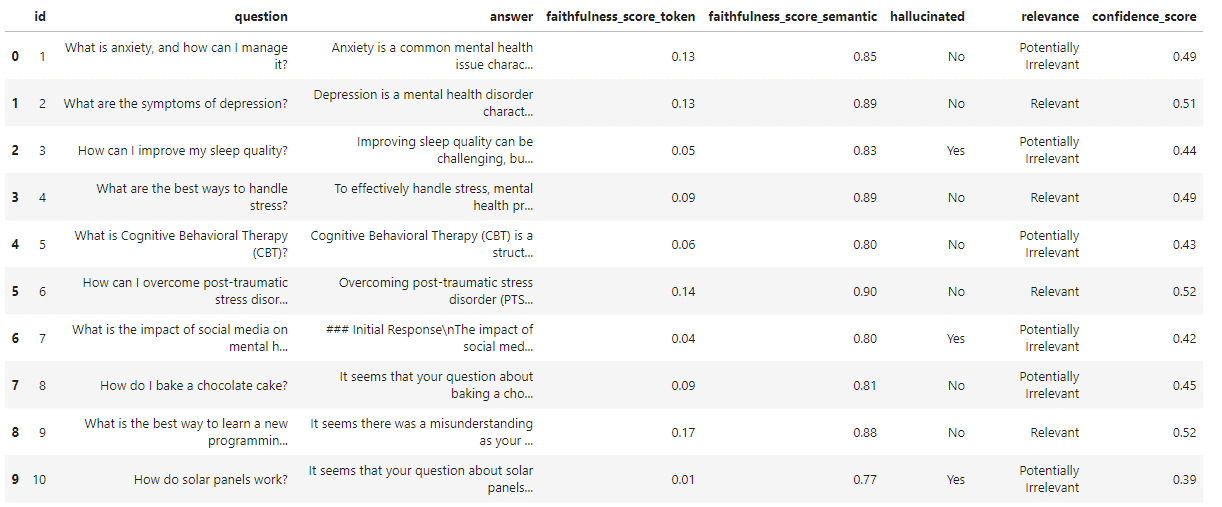 id question answer faithfulness_score_token faithfulness_score_semantic hallucinated relevance confidence_score
0 1 What is anxiety, and how can I manage it? Anxiety is a common mental health issue charac... 0.13 0.85 No Potentially Irrelevant 0.49
1 2 What are the symptoms of depression? Depression is a mental health disorder charact... 0.13 0.89 No Relevant 0.51
2 3 How can I improve my sleep quality? Improving sleep quality can be challenging, bu... 0.05 0.83 Yes Potentially Irrelevant 0.44
3 4 What are the best ways to handle stress? To effectively handle stress, mental health pr... 0.09 0.89 No Relevant 0.49
4 5 What is Cognitive Behavioral Therapy (CBT)? Cognitive Behavioral Therapy (CBT) is a struct... 0.06 0.80 No Potentially Irrelevant 0.43
5 6 How can I overcome post-traumatic stress disor... Overcoming post-traumatic stress disorder (PTS... 0.14 0.90 No Relevant 0.52
6 7 What is the impact of social media on mental h... ### Initial Response\nThe impact of social med... 0.04 0.80 Yes Potentially Irrelevant 0.42
7 8 How do I bake a chocolate cake? It seems that your question about baking a cho... 0.09 0.81 No Potentially Irrelevant 0.45
8 9 What is the best way to learn a new programmin... It seems there was a misunderstanding as your ... 0.17 0.88 No Relevant 0.52
9 10 How do solar panels work? It seems that your question about solar panels... 0.01 0.77 Yes Potentially Irrelevant 0.39